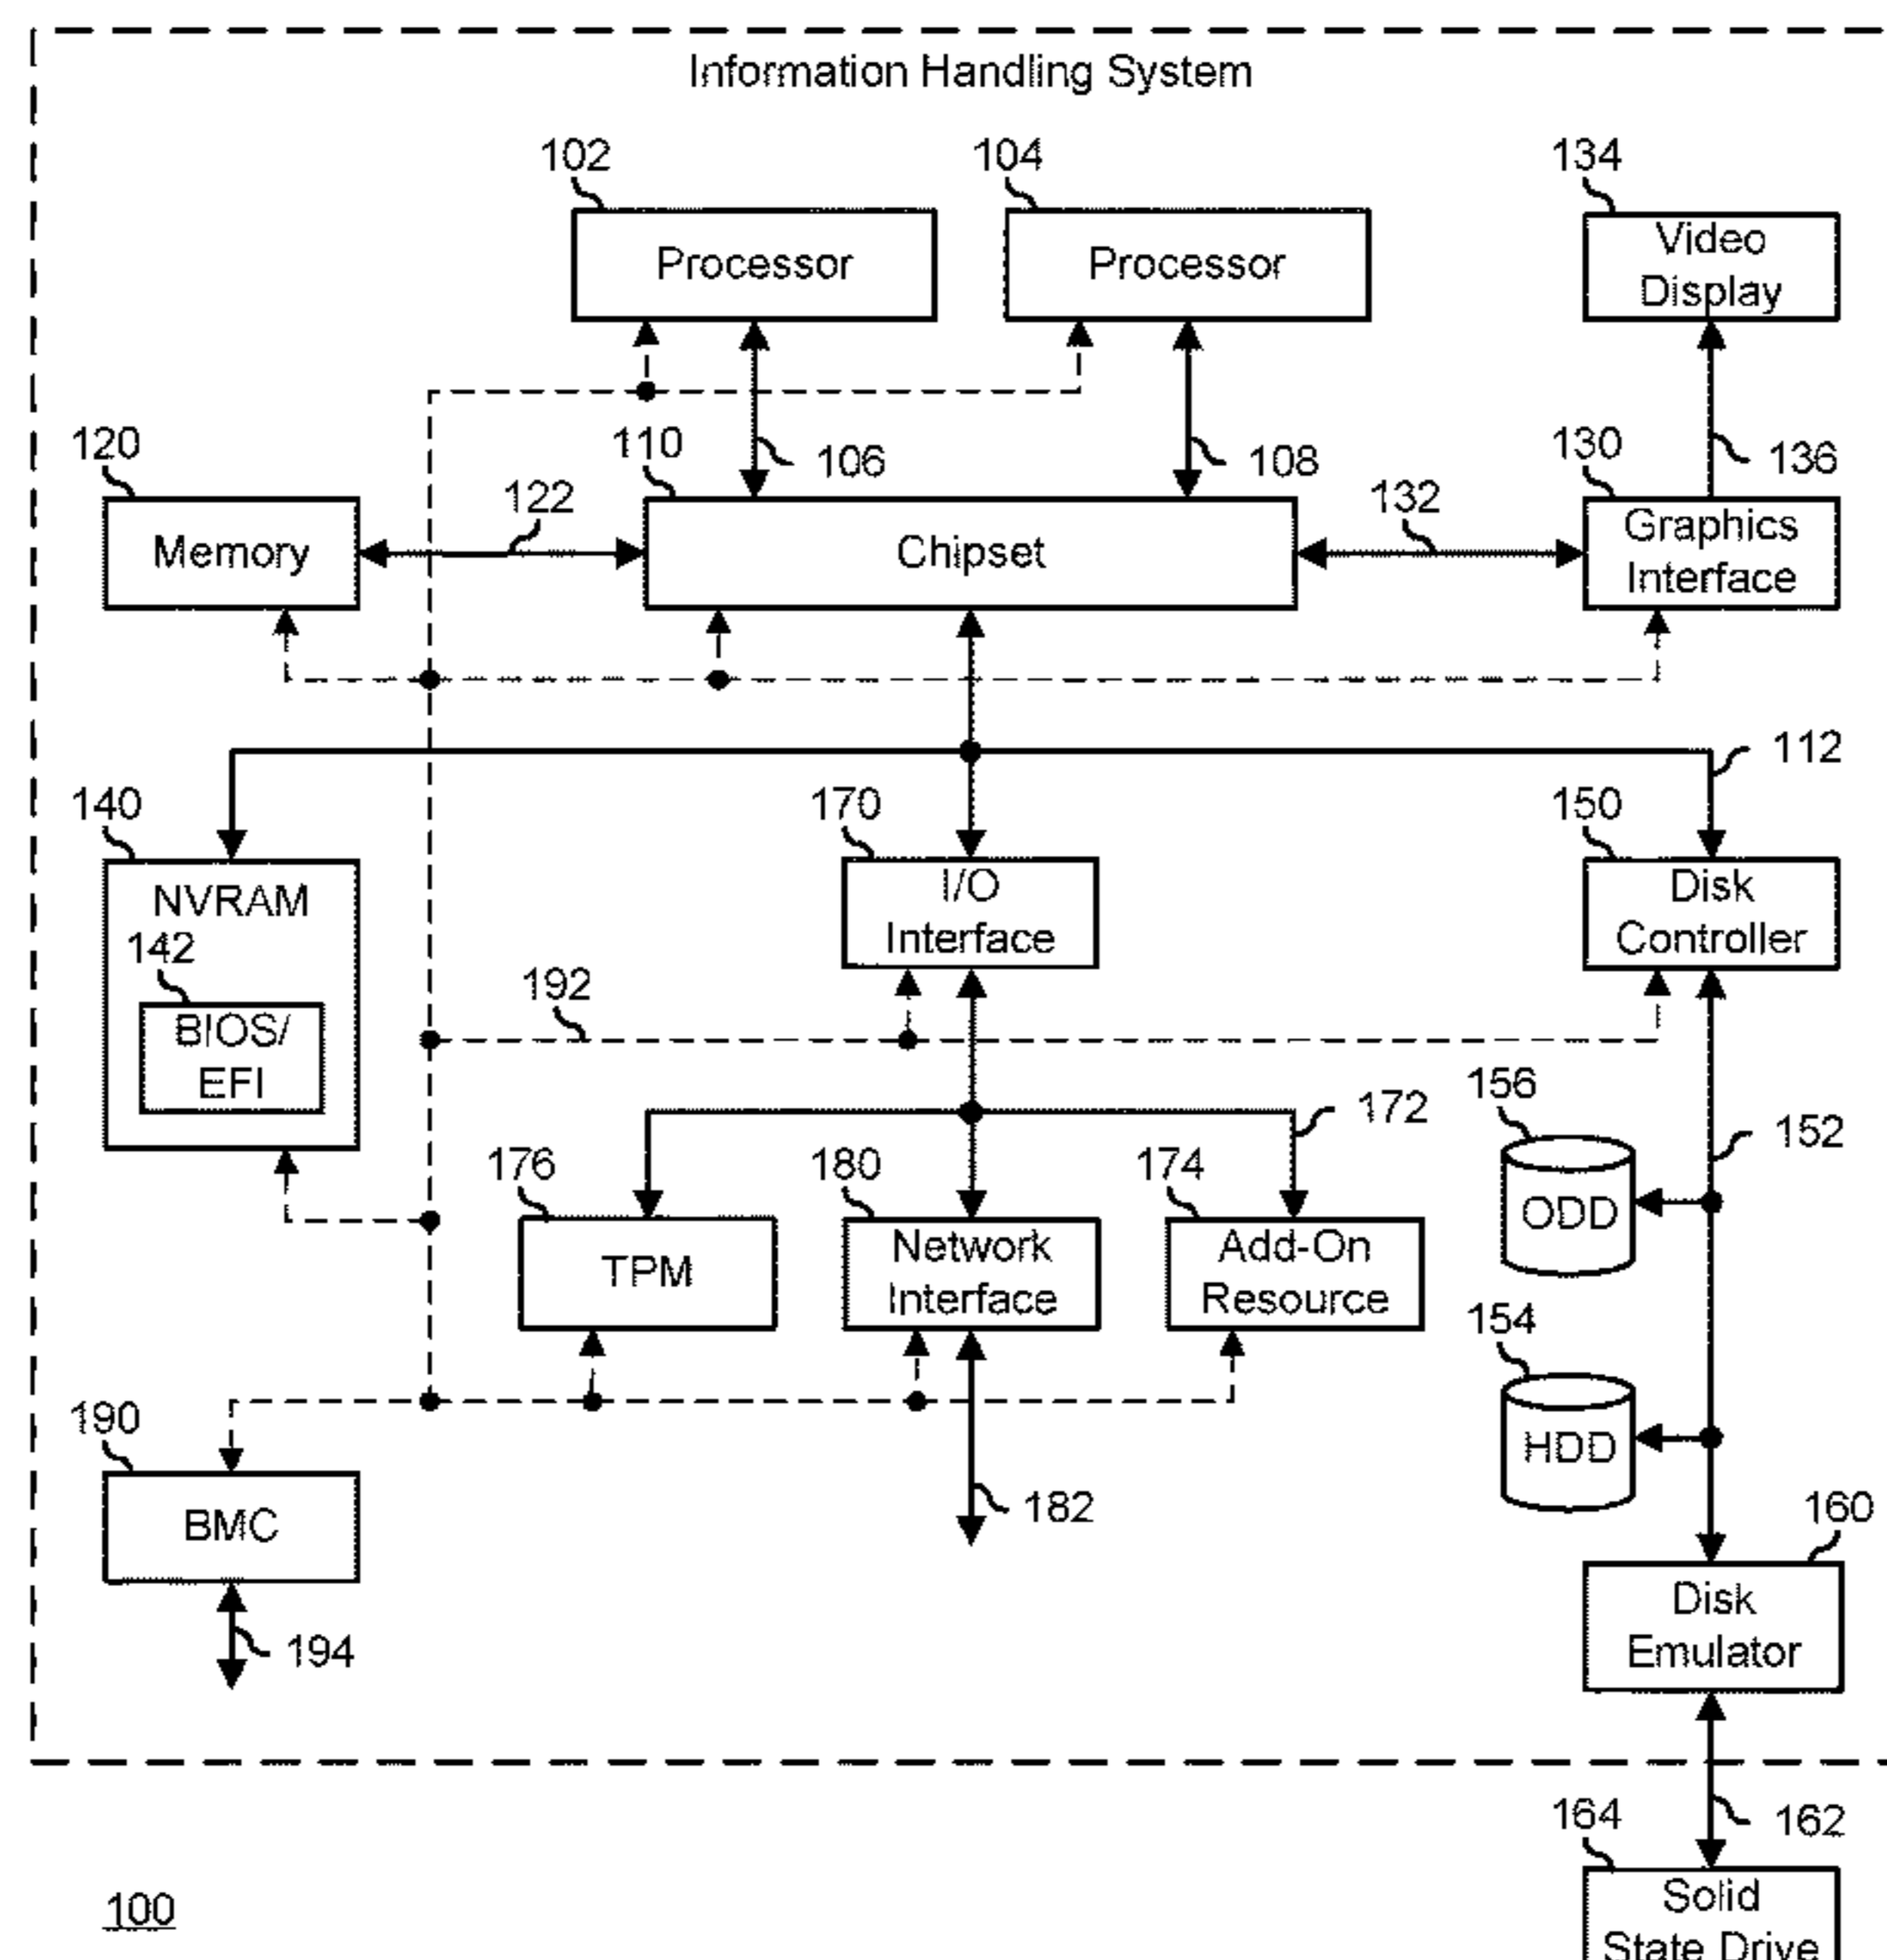 Information Handling System
102
104
134
Processor
Processor
Video
Display
120
110
106
108
130
136
122
132
Memory
Chipset
Graphics
Interface
112
140
170
150
NVRAM
I/O
Interface
Disk
Controller
142
BIOS/
EFI
192
156
172
152
176
180
174
ODD
TPM
Network
Interface
Add-On
Resource
154
HDD
190
BMC
182
160
Disk
Emulator
194
164
162
100
Solid
State Drive